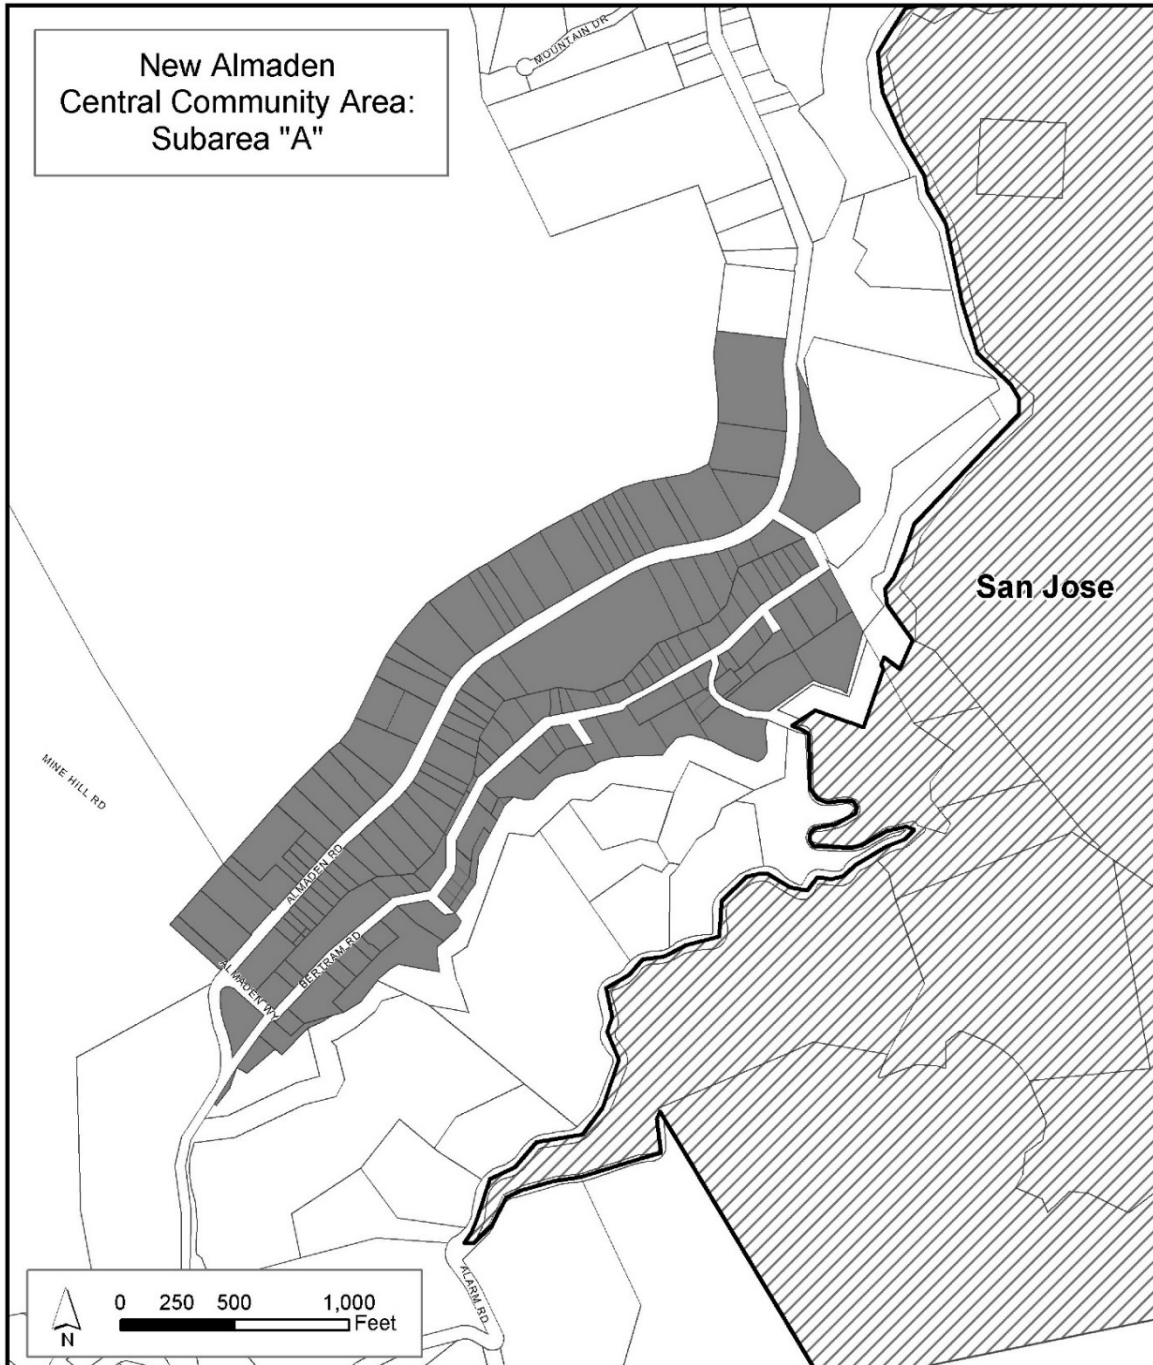 New Almaden
Central Community Area:
Subarea "A"
MOUNTAIN DR
San Jose
MINE HILL RD
ALMADEN RD
BERTRAM RD
ALMADEN WY
ALARM RD
0 250 500 1,000
Feet
N